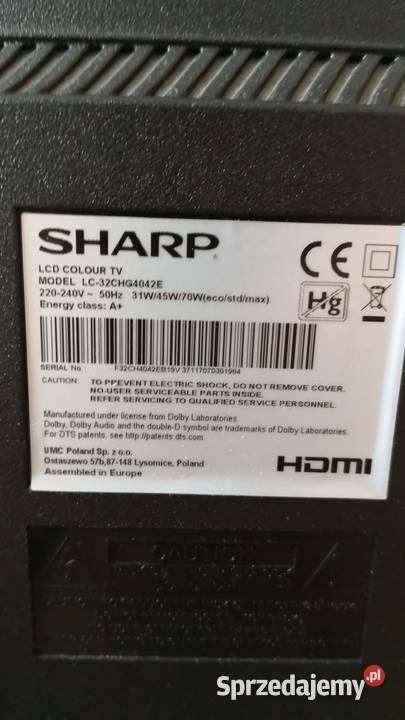 SHARP
LCD COLOUR TV
MODEL LC-32CHG4042E
220-240V ~ 50Hz 31W/45W/70W(eco/std/max)
Energy class: A+
Hg
SERIAL No.: F32CH4042EB19V 37117070301984
CAUTION: TO PPEVENT ELECTRIC SHOCK, DO NOT REMOVE COVER.
NO-USER SERVICEABLE PARTS INSIDE.
REFER SERVICING TO QUALIFIED SERVICE PERSONNEL.
Manufactured under license from Dolby Laboratories.
Dolby, Dolby Audio and the double-D symbol are trademarks of Dolby Laboratories.
For DTS patents, see http://patents.dts.com
UMC Poland Sp. z o.o.
Ostaszewo 57b,87-148 Lysomice, Poland
Assembled in Europe
HDMI
CAUTION
Sprzedajemy.pl